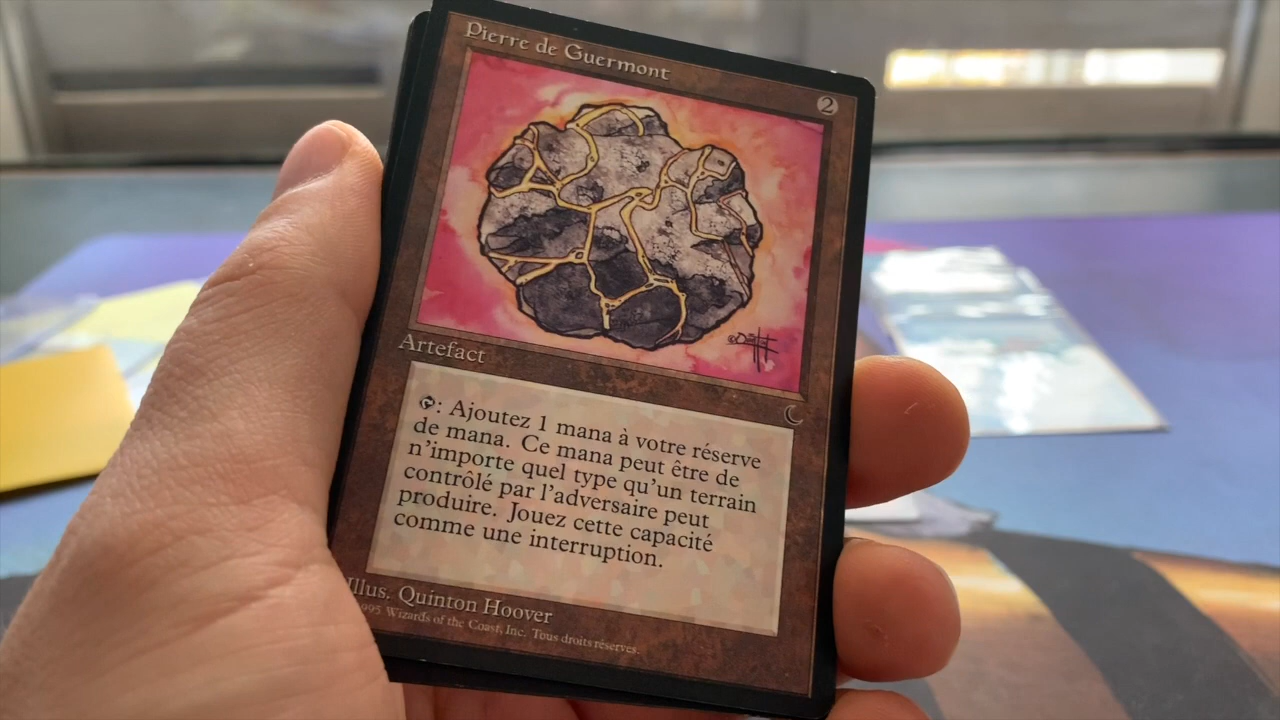 Pierre de Guermont
2
Artefact
: Ajoutez 1 mana à votre réserve
de mana. Ce mana peut être de
n'importe quel type qu'un terrain
contrôlé par l'adversaire peut
produire. Jouez cette capacité
comme une interruption.
Illus. Quinton Hoover
1995 Wizards of the Coast, Inc. Tous droits réservés.